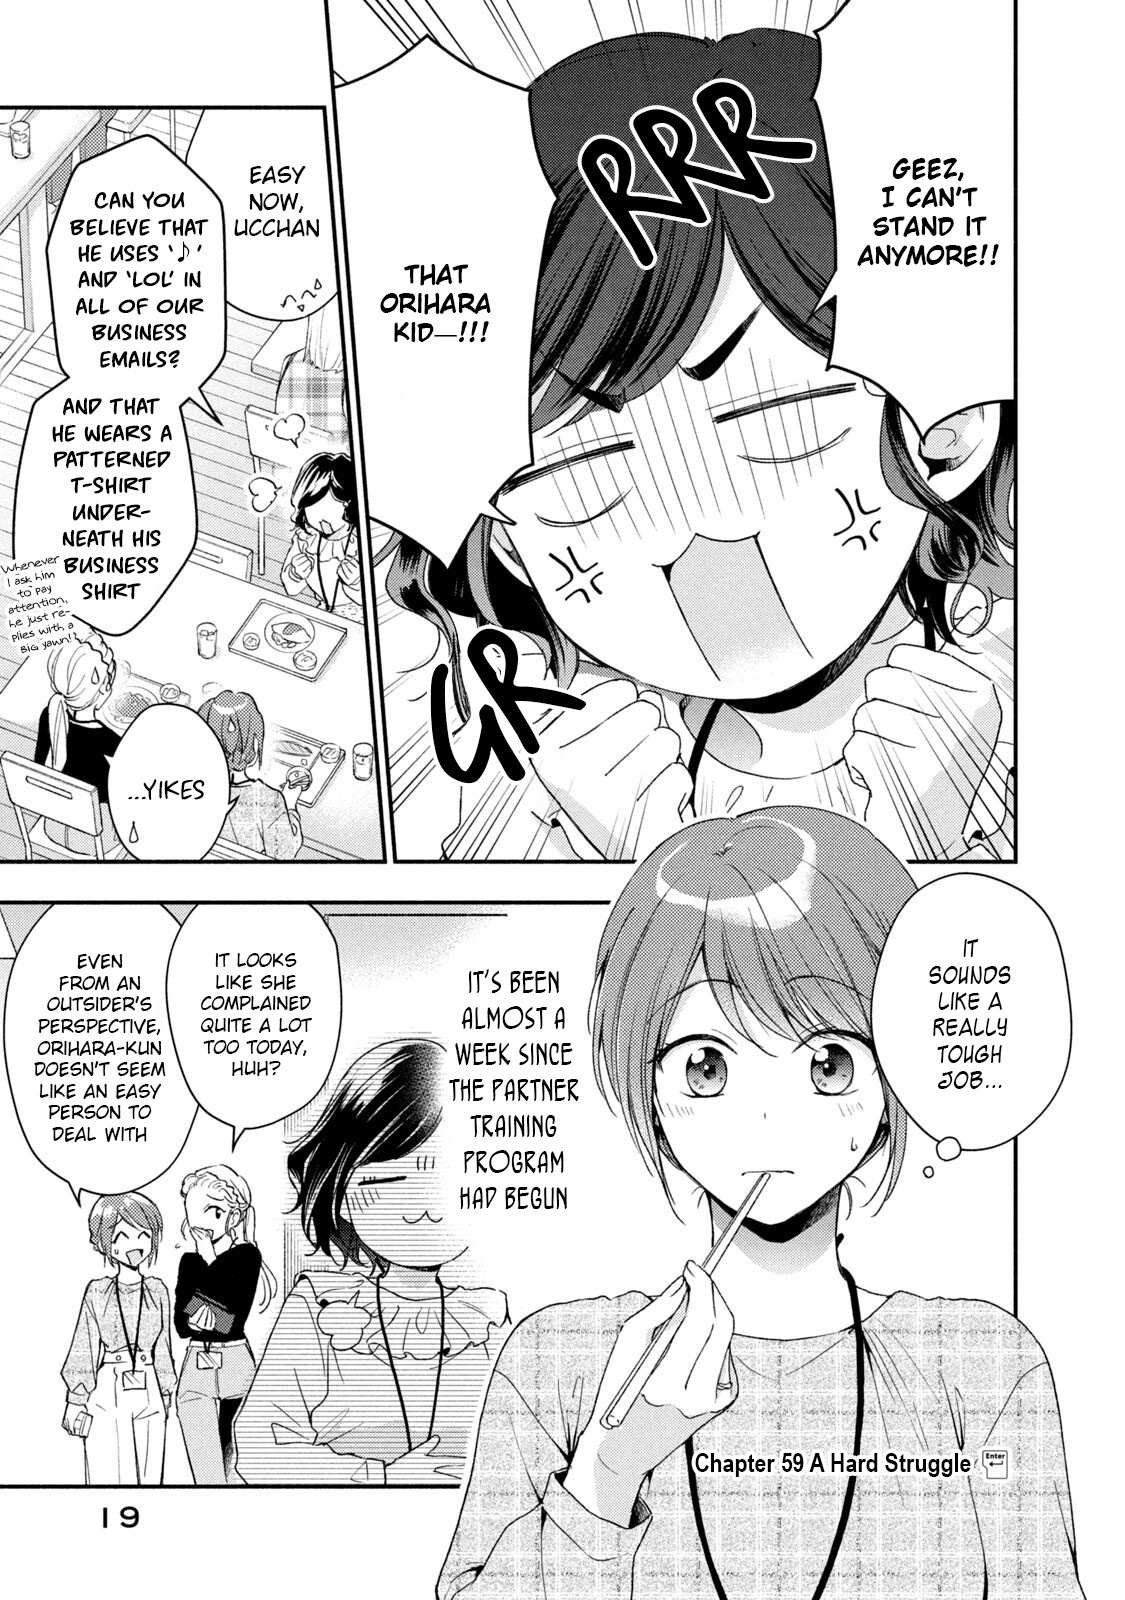 GEEZ,
I CAN'T
STAND IT
ANYMORE!!
RRR
THAT
ORIHARA
KID—!!!
GR
EASY
NOW,
UCCHAN
CAN YOU
BELIEVE THAT
HE USES '♪'
AND 'LOL' IN
ALL OF OUR
BUSINESS
EMAILS?
AND THAT
HE WEARS A
PATTERNED
T-SHIRT
UNDER-
NEATH HIS
BUSINESS
SHIRT
Whenever
I ask him
to pay
attention,
he just re-
plies with a
BIG yawn!?
...YIKES
IT
SOUNDS
LIKE A
REALLY
TOUGH
JOB...
IT'S BEEN
ALMOST A
WEEK SINCE
THE PARTNER
TRAINING
PROGRAM
HAD BEGUN
IT LOOKS
LIKE SHE
COMPLAINED
QUITE A LOT
TOO TODAY,
HUH?
EVEN
FROM AN
OUTSIDER'S
PERSPECTIVE,
ORIHARA-KUN
DOESN'T SEEM
LIKE AN EASY
PERSON TO
DEAL WITH
Chapter 59 A Hard Struggle
Enter
19